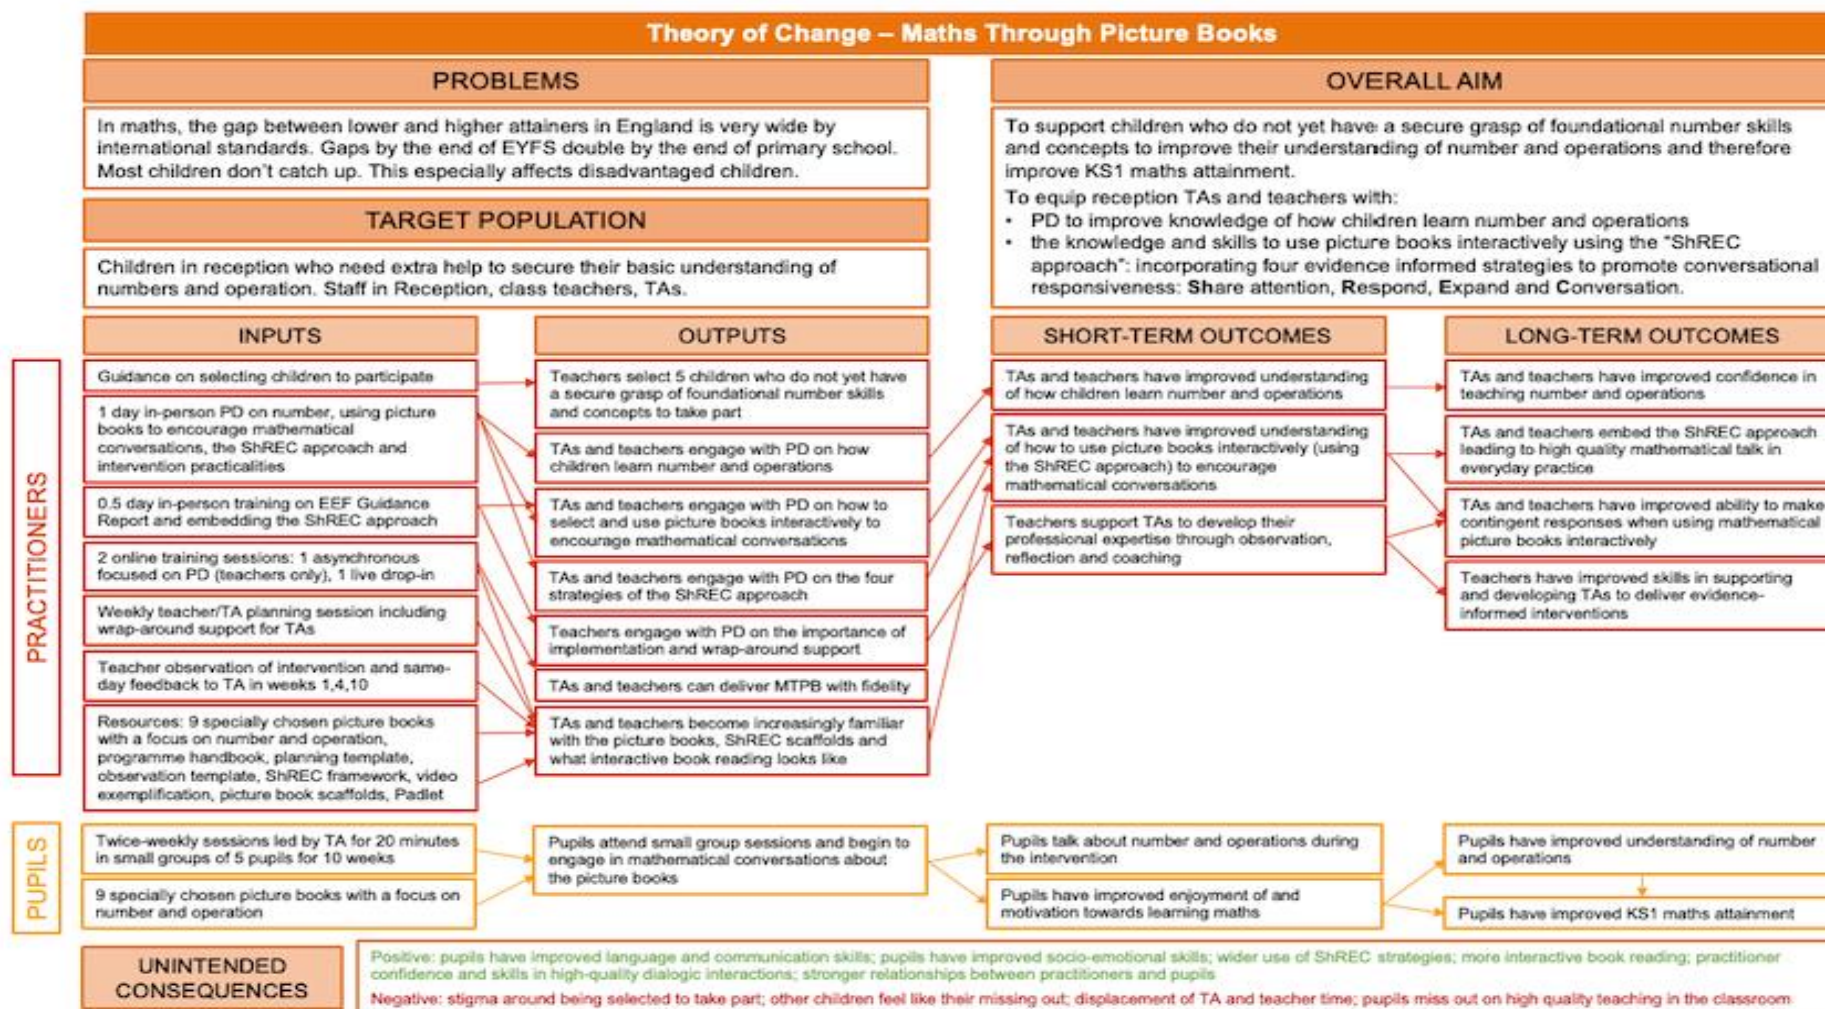 Theory of Change – Maths Through Picture Books
PROBLEMS
In maths, the gap between lower and higher attainers in England is very wide by
international standards. Gaps by the end of EYFS double by the end of primary school.
Most children don't catch up. This especially affects disadvantaged children.
TARGET POPULATION
Children in reception who need extra help to secure their basic understanding of
numbers and operation. Staff in Reception, class teachers, TAs.
OVERALL AIM
To support children who do not yet have a secure grasp of foundational number skills
and concepts to improve their understanding of number and operations and therefore
improve KS1 maths attainment.
To equip reception TAs and teachers with:
• PD to improve knowledge of how children learn number and operations
• the knowledge and skills to use picture books interactively using the "ShREC
approach": incorporating four evidence informed strategies to promote conversational
responsiveness: Share attention, Respond, Expand and Conversation.
PRACTITIONERS
INPUTS
Guidance on selecting children to participate
1 day in-person PD on number, using picture
books to encourage mathematical
conversations, the ShREC approach and
intervention practicalities
0.5 day in-person training on EEF Guidance
Report and embedding the ShREC approach
2 online training sessions: 1 asynchronous
focused on PD (teachers only), 1 live drop-in
Weekly teacher/TA planning session including
wrap-around support for TAs
Teacher observation of intervention and same-
day feedback to TA in weeks 1,4,10
Resources: 9 specially chosen picture books
with a focus on number and operation,
programme handbook, planning template,
observation template, ShREC framework, video
exemplification, picture book scaffolds, Padlet
OUTPUTS
Teachers select 5 children who do not yet have
a secure grasp of foundational number skills
and concepts to take part
TAs and teachers engage with PD on how
children learn number and operations
TAs and teachers engage with PD on how to
select and use picture books interactively to
encourage mathematical conversations
TAs and teachers engage with PD on the four
strategies of the ShREC approach
Teachers engage with PD on the importance of
implementation and wrap-around support
TAs and teachers can deliver MTPB with fidelity
TAs and teachers become increasingly familiar
with the picture books, ShREC scaffolds and
what interactive book reading looks like
SHORT-TERM OUTCOMES
TAs and teachers have improved understanding
of how children learn number and operations
TAs and teachers have improved understanding
of how to use picture books interactively (using
the ShREC approach) to encourage
mathematical conversations
Teachers support TAs to develop their
professional expertise through observation,
reflection and coaching
LONG-TERM OUTCOMES
TAs and teachers have improved confidence in
teaching number and operations
TAs and teachers embed the ShREC approach
leading to high quality mathematical talk in
everyday practice
TAs and teachers have improved ability to make
contingent responses when using mathematical
picture books interactively
Teachers have improved skills in supporting
and developing TAs to deliver evidence-
informed interventions
PUPILS
Twice-weekly sessions led by TA for 20 minutes
in small groups of 5 pupils for 10 weeks
9 specially chosen picture books with a focus on
number and operation
Pupils attend small group sessions and begin to
engage in mathematical conversations about
the picture books
Pupils talk about number and operations during
the intervention
Pupils have improved enjoyment of and
motivation towards learning maths
Pupils have improved understanding of number
and operations
Pupils have improved KS1 maths attainment
UNINTENDED
CONSEQUENCES
Positive: pupils have improved language and communication skills; pupils have improved socio-emotional skills; wider use of ShREC strategies; more interactive book reading; practitioner
confidence and skills in high-quality dialogic interactions; stronger relationships between practitioners and pupils
Negative: stigma around being selected to take part; other children feel like their missing out; displacement of TA and teacher time; pupils miss out on high quality teaching in the classroom